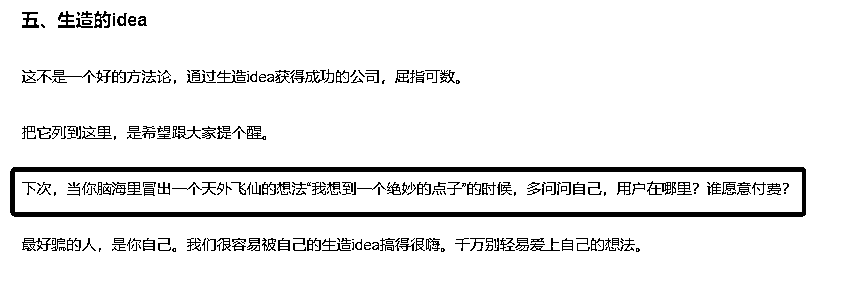 五、生造的idea
这不是一个好的方法论，通过生造idea获得成功的公司，屈指可数。
把它列到这里，是希望跟大家提个醒。
下次，当你脑海里冒出一个天外飞仙的想法“我想到一个绝妙的点子”的时候，多问问自己，用户在哪里？谁愿意付费？
最好骗的人，是你自己。我们很容易被自己的生造idea搞得很嗨。千万别轻易爱上自己的想法。